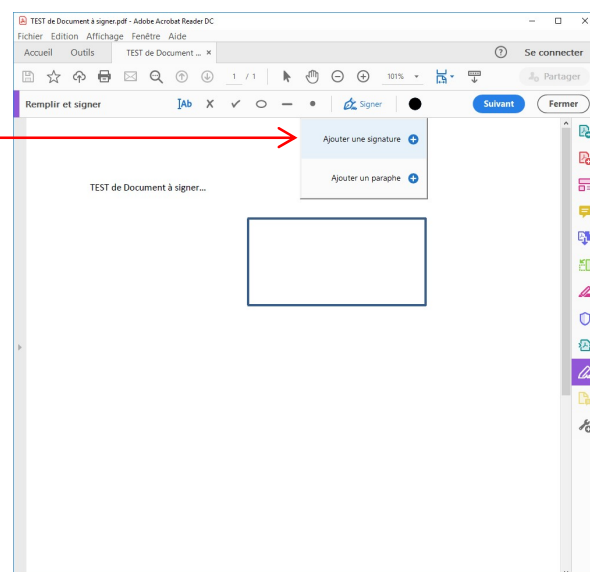 TEST de Document à signer.pdf - Adobe Acrobat Reader DC
Fichier Edition Affichage Fenêtre Aide
Accueil Outils TEST de Document ... × Se connecter
1 / 1 101% Partager
Remplir et signer Ab X Signer Suivant Fermer
Ajouter une signature
Ajouter un paraphe
TEST de Document à signer...